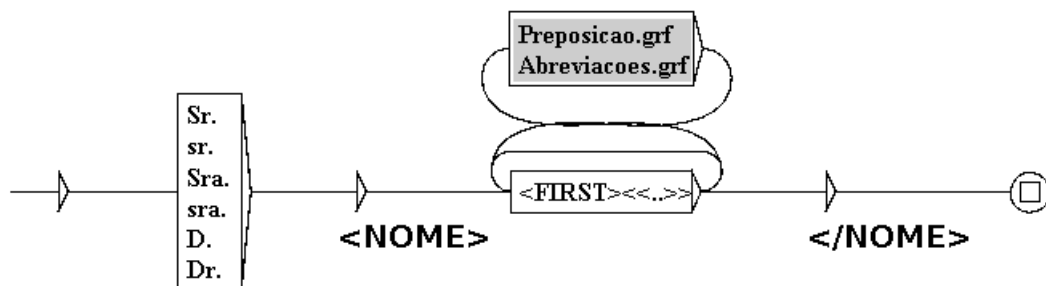 Preposicao.grf
Abreviacoes.grf
Sr.
sr.
Sra.
sra.
D.
Dr.
<FIRST><<..>>
<NOME>
</NOME>